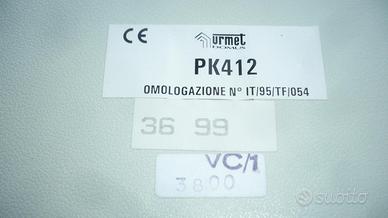 CE urmet
DOMUS
PK412
OMOLOGAZIONE N° IT/95/TF/054
36 99
VC/1
3800
subito